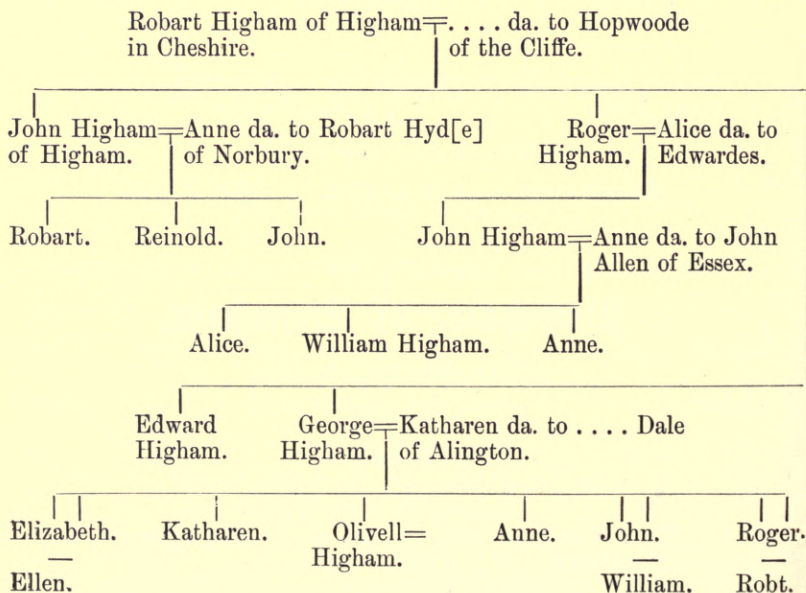 Robart Higham of Higham=. . . . da. to Hopwoode
in Cheshire. of the Cliffe.
John Higham=Anne da. to Robart Hyd[e] Roger=Alice da. to
of Higham. of Norbury. Higham. Edwardes.
Robart. Reinold. John. John Higham=Anne da. to John
Allen of Essex.
Alice. William Higham. Anne.
Edward George=Katharen da. to . . . . Dale
Higham. Higham. of Alington.
Elizabeth. Katharen. Olivell= Anne. John. Roger.
Higham.
Ellen. William. Robt.